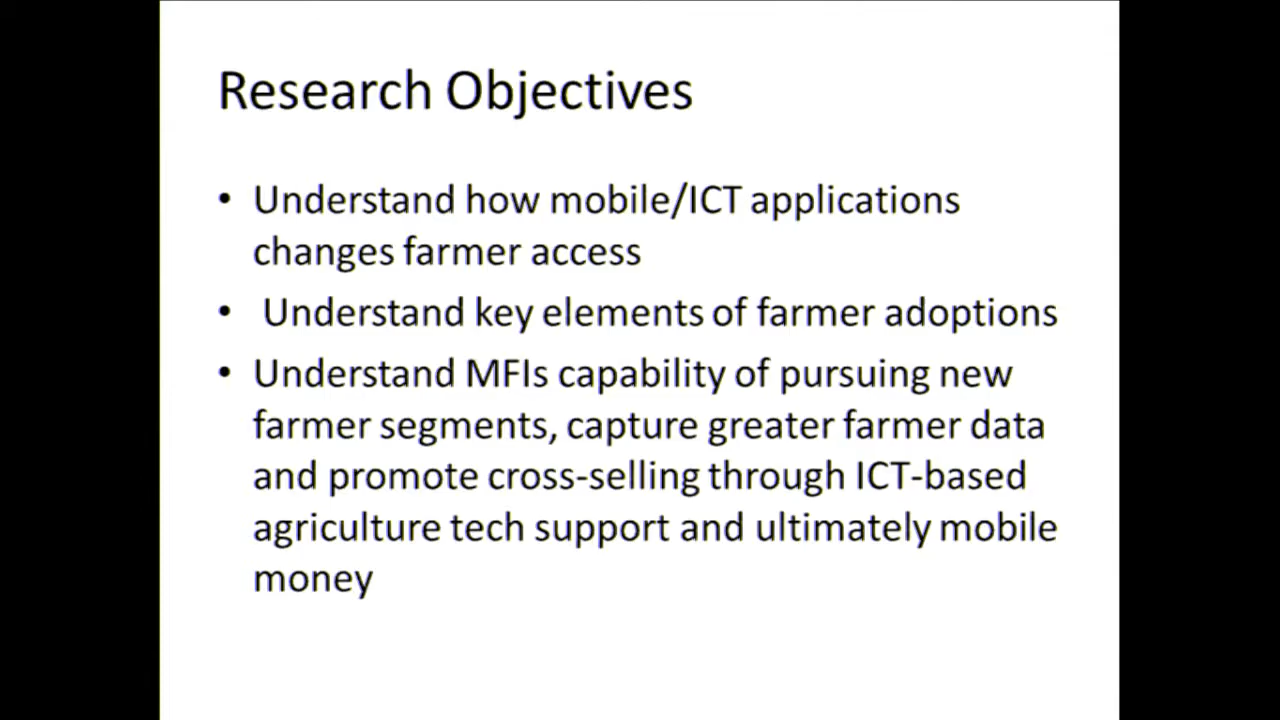 Research Objectives
• Understand how mobile/ICT applications
changes farmer access
• Understand key elements of farmer adoptions
• Understand MFIs capability of pursuing new
farmer segments, capture greater farmer data
and promote cross-selling through ICT-based
agriculture tech support and ultimately mobile
money